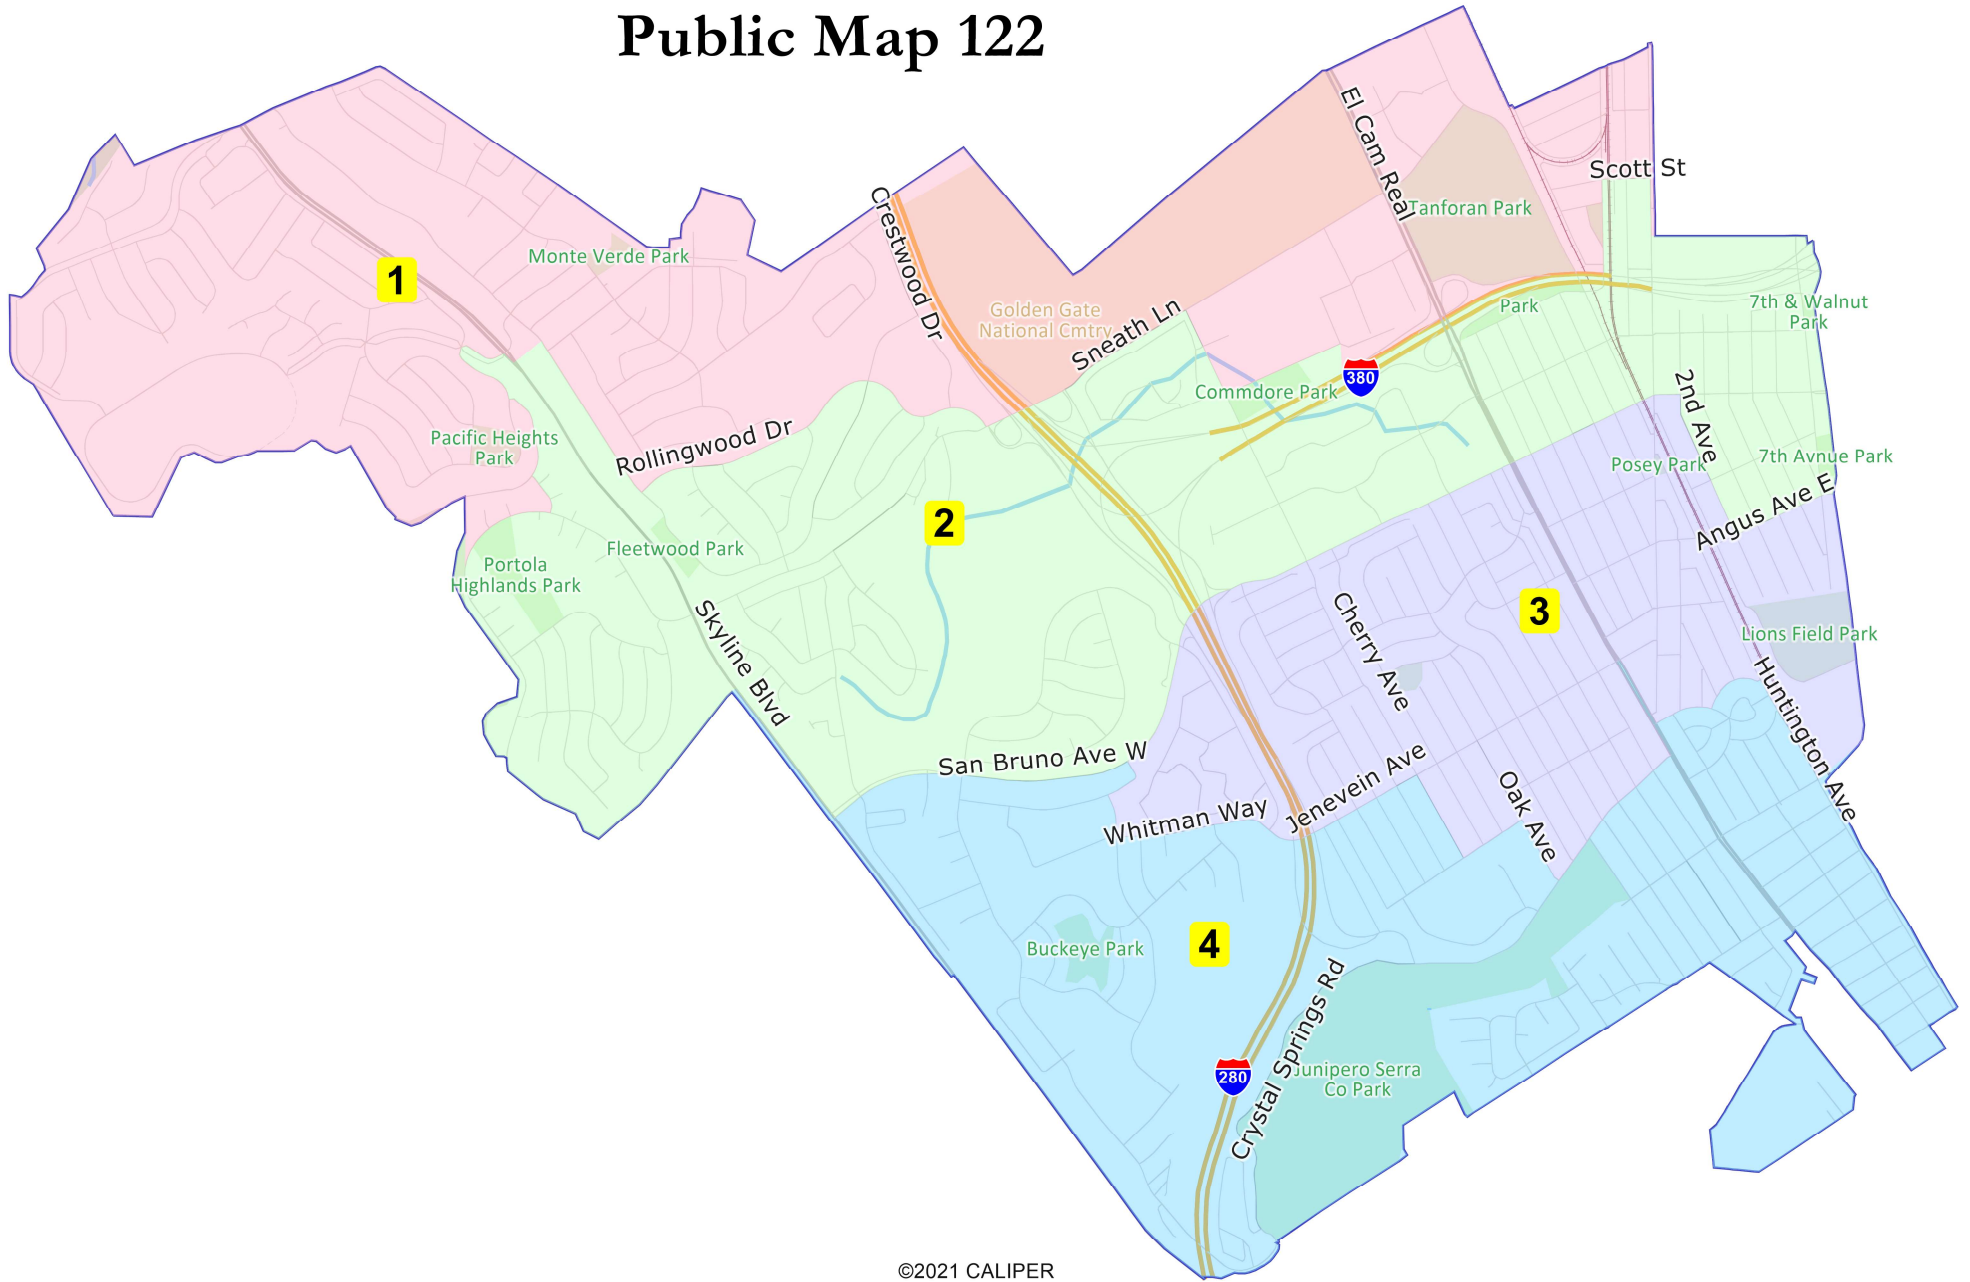 Public Map 122
El Cam Real
Scott St
Crestwood Dr
Tanforan Park
Monte Verde Park
1
Golden Gate
National Cmtry
Sneath Ln
Park
7th & Walnut
Park
380
Commdore Park
2nd Ave
Rollingwood Dr
Pacific Heights
Park
Posey Park
7th Avnue Park
Angus Ave E
2
Fleetwood Park
Portola
Highlands Park
Skyline Blvd
Cherry Ave
3
Lions Field Park
Huntington Ave
San Bruno Ave W
Whitman Way
Jenevein Ave
Oak Ave
Buckeye Park
4
Crystal Springs Rd
280
Junipero Serra
Co Park
©2021 CALIPER